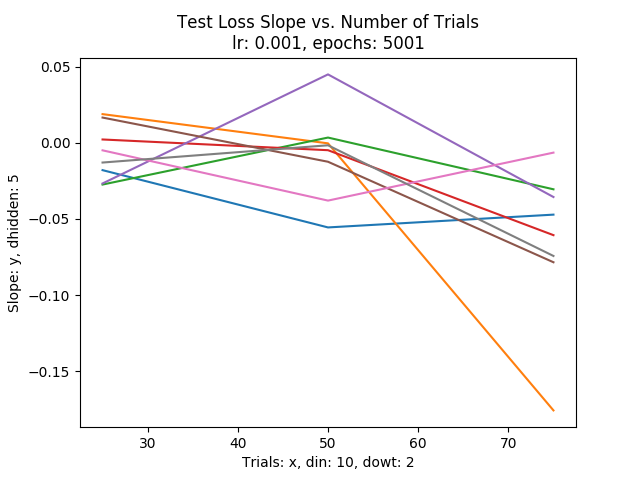 Test Loss Slope vs. Number of Trials
lr: 0.001, epochs: 5001
0.05
0.00
−0.05
−0.10
−0.15
Slope: y, dhidden: 5
30 40 50 60 70
Trials: x, din: 10, dowt: 2